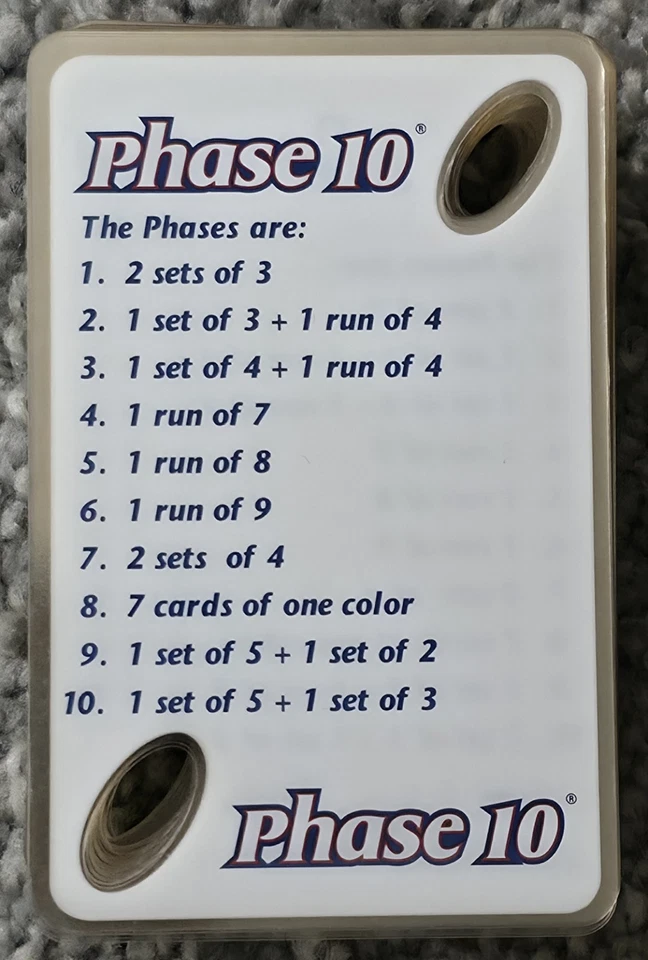 Phase 10®
The Phases are:
1. 2 sets of 3
2. 1 set of 3 + 1 run of 4
3. 1 set of 4 + 1 run of 4
4. 1 run of 7
5. 1 run of 8
6. 1 run of 9
7. 2 sets of 4
8. 7 cards of one color
9. 1 set of 5 + 1 set of 2
10. 1 set of 5 + 1 set of 3
Phase 10®